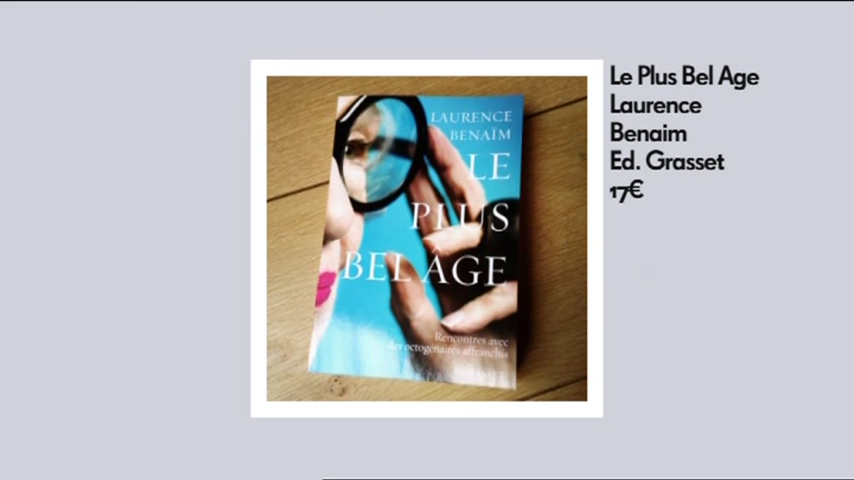 LAURENCE
BENAÏM
LE
PLUS
BEL ÂGE
Rencontres avec
des octogénaires affranchis
Le Plus Bel Age
Laurence
Benaim
Ed. Grasset
17€